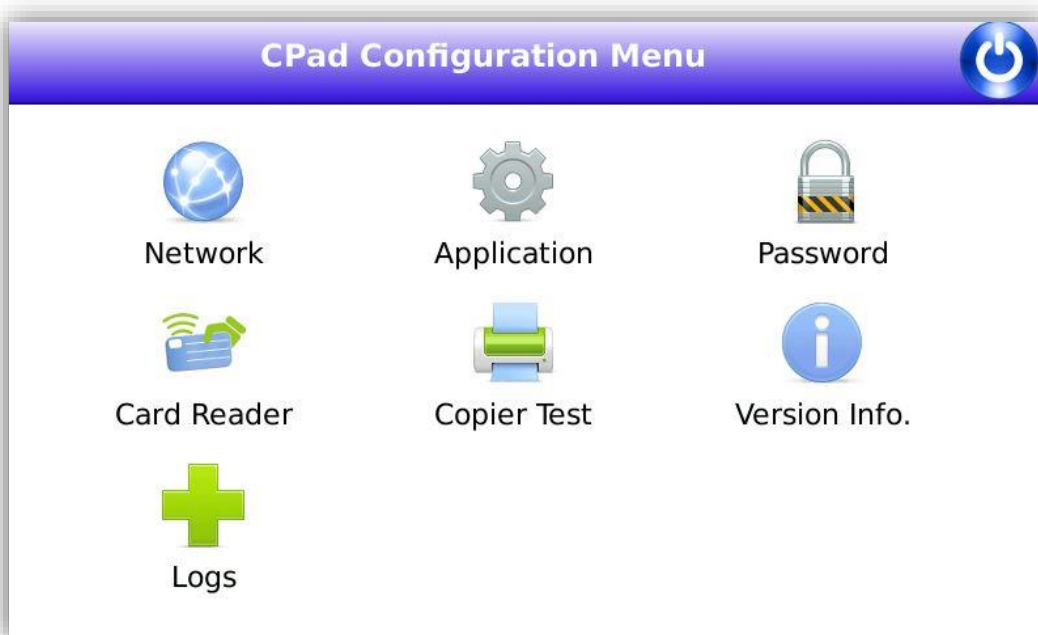 CPad Configuration Menu
Network
Application
Password
Card Reader
Copier Test
Version Info.
Logs